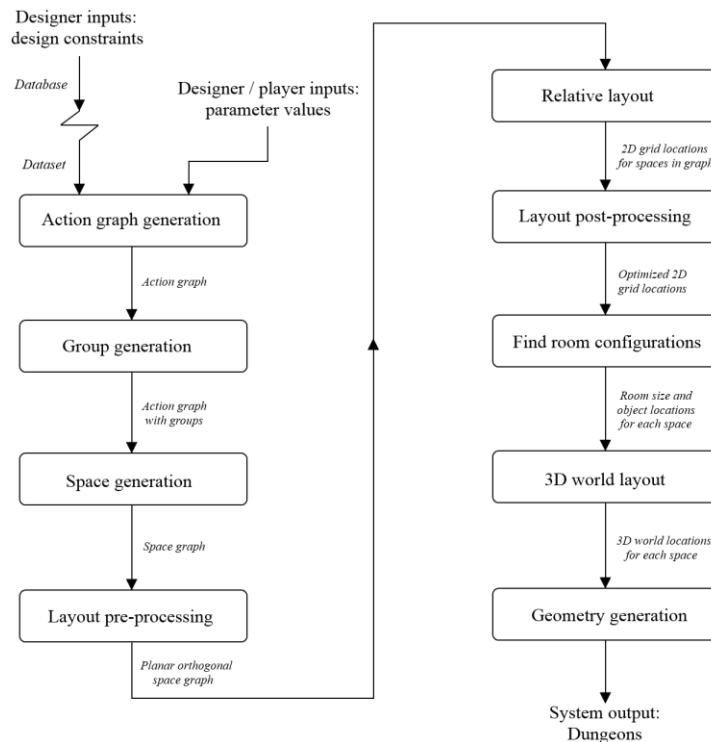 Designer inputs:
design constraints
Database
Designer / player inputs:
parameter values
Dataset
Action graph generation
Action graph
Group generation
Action graph
with groups
Space generation
Space graph
Layout pre-processing
Planar orthogonal
space graph
Relative layout
2D grid locations
for spaces in graph
Layout post-processing
Optimized 2D
grid locations
Find room configurations
Room size and
object locations
for each space
3D world layout
3D world locations
for each space
Geometry generation
System output:
Dungeons